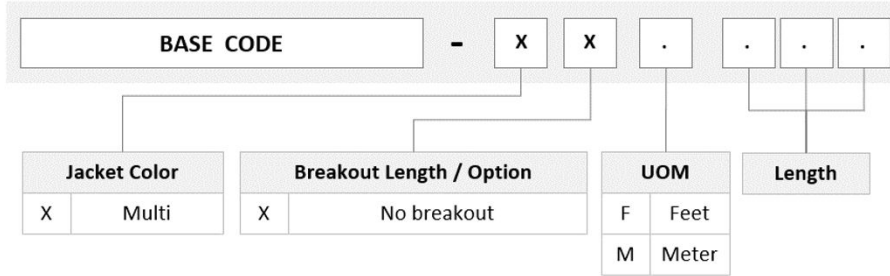 BASE CODE - X X . . . .
Jacket Color Breakout Length / Option UOM Length
X Multi X No breakout F Feet
M Meter